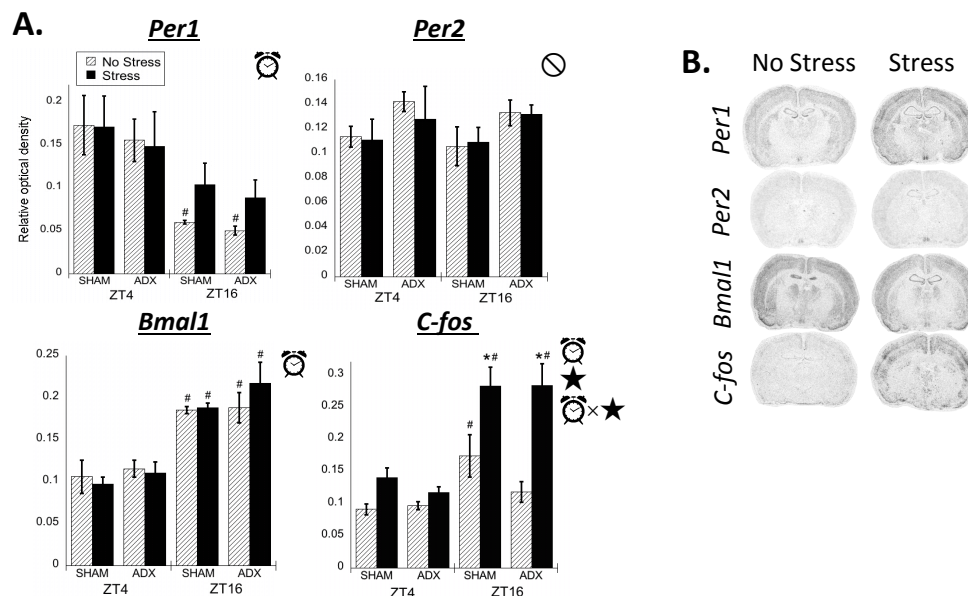 A.
Per1
Per2
No Stress
Stress
Relative optical density
0.2
0.15
0.1
0.05
0
# #
SHAM ADX SHAM ADX
ZT4 ZT16
0.16
0.14
0.12
0.1
0.08
0.06
0.04
0.02
0
SHAM ADX SHAM ADX
ZT4 ZT16
Bmal1
C-fos
0.25
0.2
0.15
0.1
0.05
0
# # # #
SHAM ADX SHAM ADX
ZT4 ZT16
0.3
0.25
0.2
0.15
0.1
0.05
0
# *# *#
SHAM ADX SHAM ADX
ZT4 ZT16
×
B.
No Stress Stress
Per1
Per2
Bmal1
C-fos